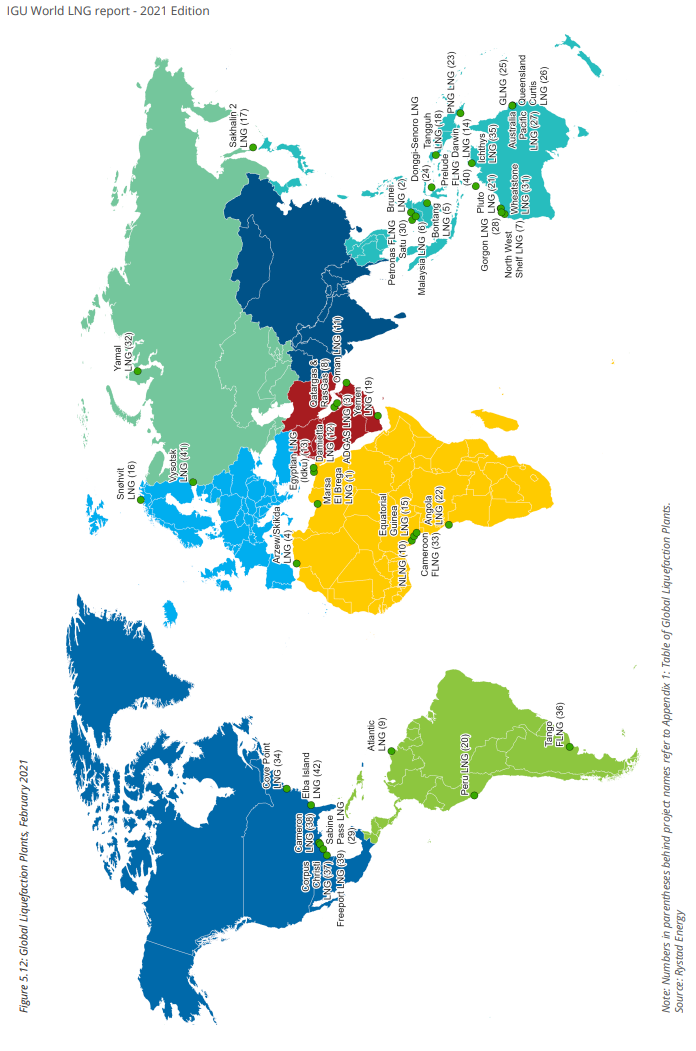 IGU World LNG report - 2021 Edition
Figure 5.12: Global Liquefaction Plants, February 2021
Snøhvit
LNG (16)
Yamal
LNG (32)
Vysotsk
LNG (41)
Sakhalin 2
LNG (17)
Cove Point
LNG (34)
Elba Island
LNG (42)
Cameron
LNG (38)
Sabine
Pass LNG
(29)
Corpus
Christi
LNG (37)
Freeport LNG (39)
Atlantic
LNG (9)
Peru LNG (20)
Tango
FLNG (36)
Arzew/Skikda
LNG (4)
Marsa
El Brega
LNG (1)
Egyptian LNG
(Idku) (13)
Damietta
LNG (12)
Qatargas &
RasGas (8)
ADGAS LNG (3)
Oman LNG (11)
Yemen
LNG (19)
Equatorial
Guinea
LNG (15)
NLNG (10)
Cameroon
FLNG (33)
Angola
LNG (22)
Petronas FLNG
Satu (30)
Brunei
LNG (2)
Malaysia LNG (6)
Bontang
LNG (5)
Donggi-Senoro LNG
(24)
Tangguh
LNG (18)
PNG LNG (23)
Prelude
FLNG
(40)
Darwin
LNG (14)
Ichthys
LNG (35)
Pluto
LNG (21)
Gorgon LNG
(28)
North West
Shelf LNG (7)
Wheatstone
LNG (31)
GLNG (25)
Queensland
Curtis
LNG (26)
Australia
Pacific
LNG (27)
Note: Numbers in parentheses behind project names refer to Appendix 1: Table of Global Liquefaction Plants.
Source: Rystad Energy